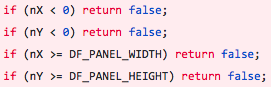 if (nX < 0) return false;
if (nY < 0) return false;
if (nX >= DF_PANEL_WIDTH) return false;
if (nY >= DF_PANEL_HEIGHT) return false;